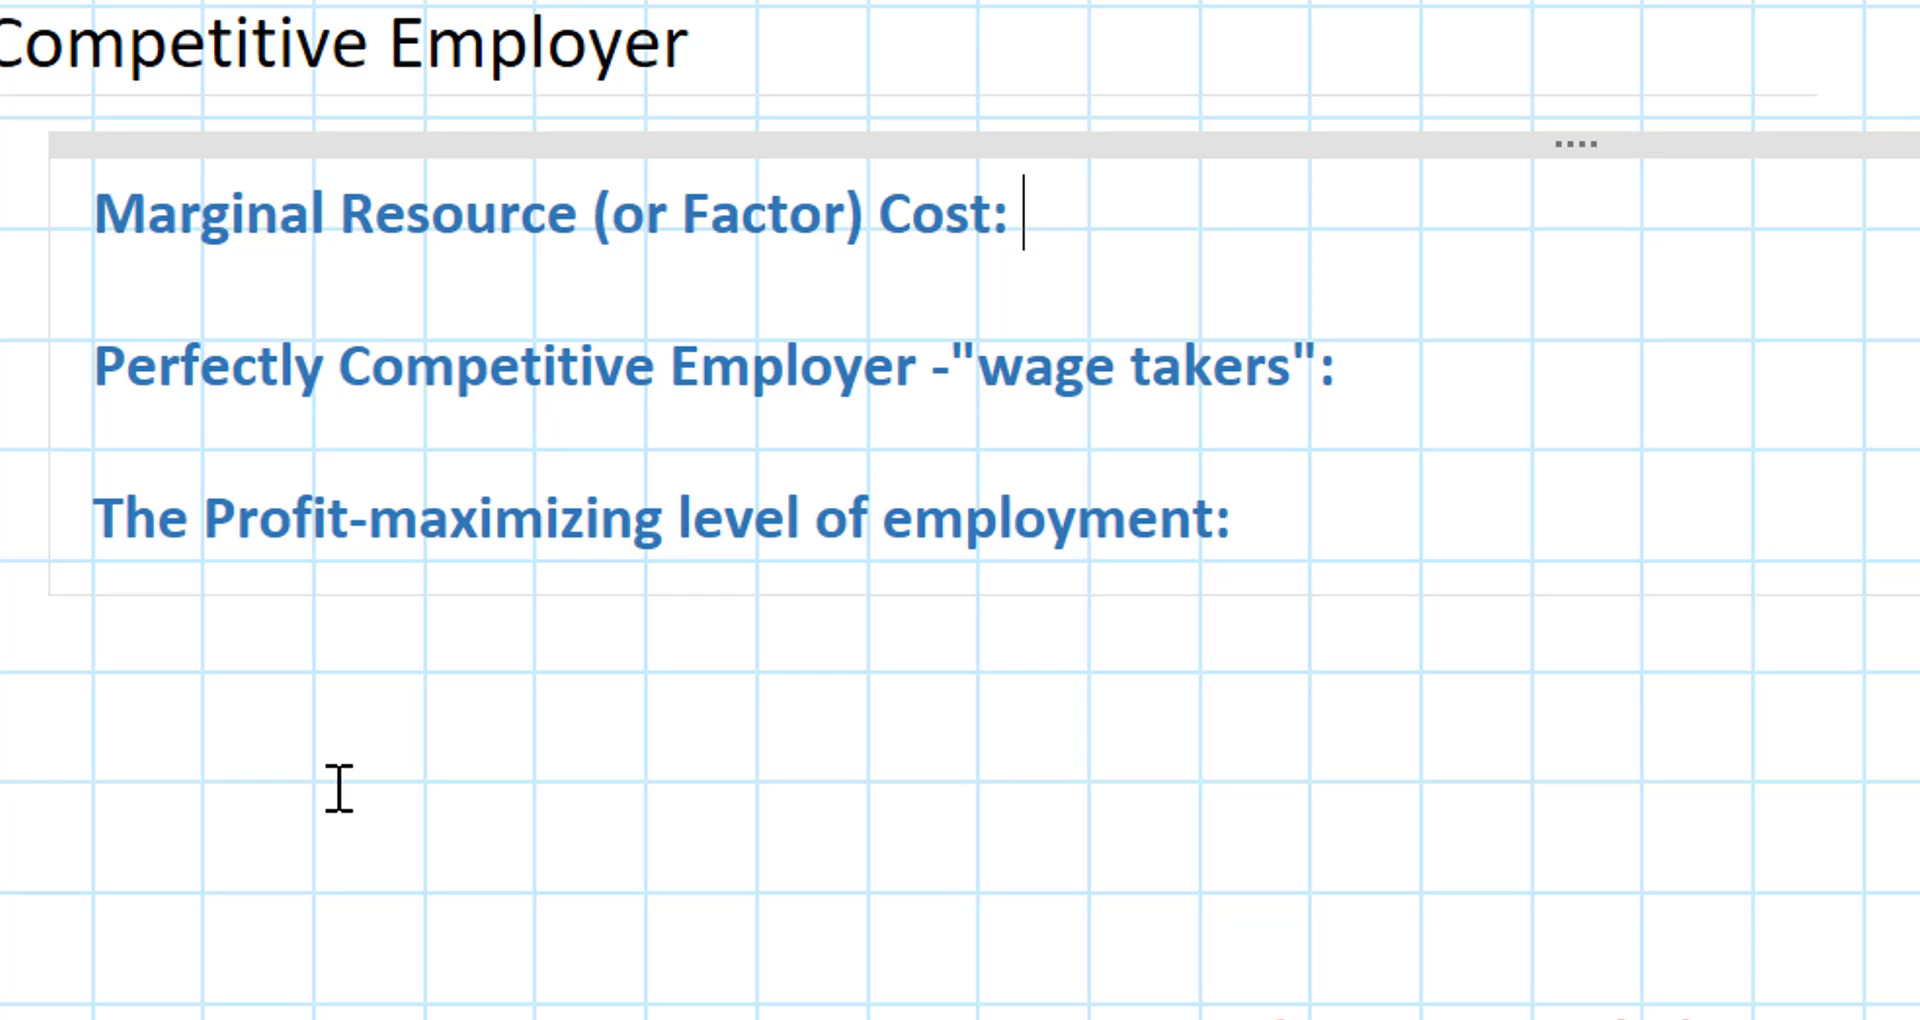 Competitive Employer
Marginal Resource (or Factor) Cost:
Perfectly Competitive Employer -"wage takers":
The Profit-maximizing level of employment: